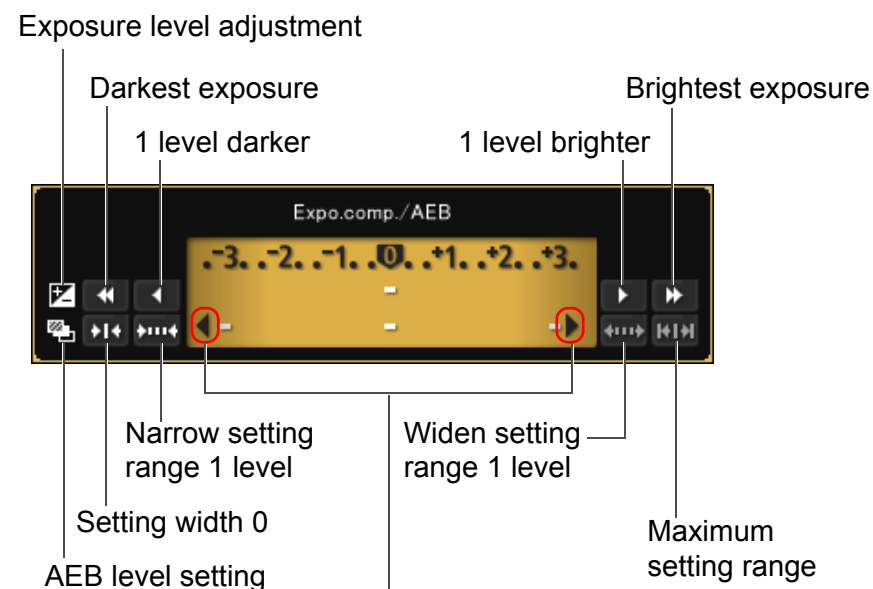 Exposure level adjustment
Darkest exposure
Brightest exposure
1 level darker
1 level brighter
Expo.comp./AEB
.-3. .-2. .-1. .0. .+1. .+2. .+3.
Narrow setting
range 1 level
Widen setting
range 1 level
Setting width 0
Maximum
setting range
AEB level setting